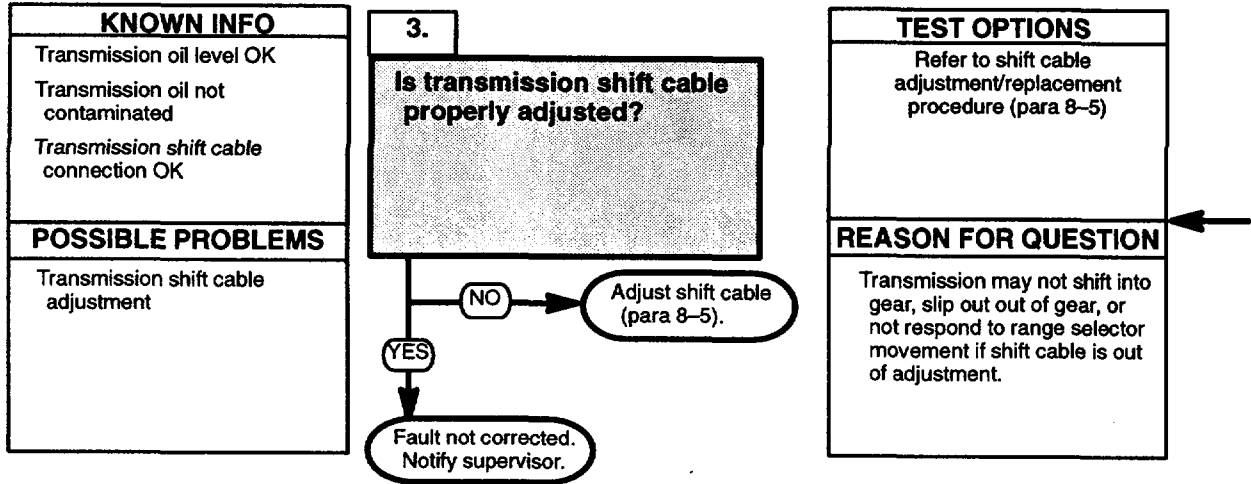 KNOWN INFO
Transmission oil level OK
Transmission oil not
contaminated
Transmission shift cable
connection OK
POSSIBLE PROBLEMS
Transmission shift cable
adjustment
3.
Is transmission shift cable
properly adjusted?
NO
Adjust shift cable
(para 8–5).
YES
Fault not corrected.
Notify supervisor.
TEST OPTIONS
Refer to shift cable
adjustment/replacement
procedure (para 8–5)
REASON FOR QUESTION
Transmission may not shift into
gear, slip out out of gear, or
not respond to range selector
movement if shift cable is out
of adjustment.